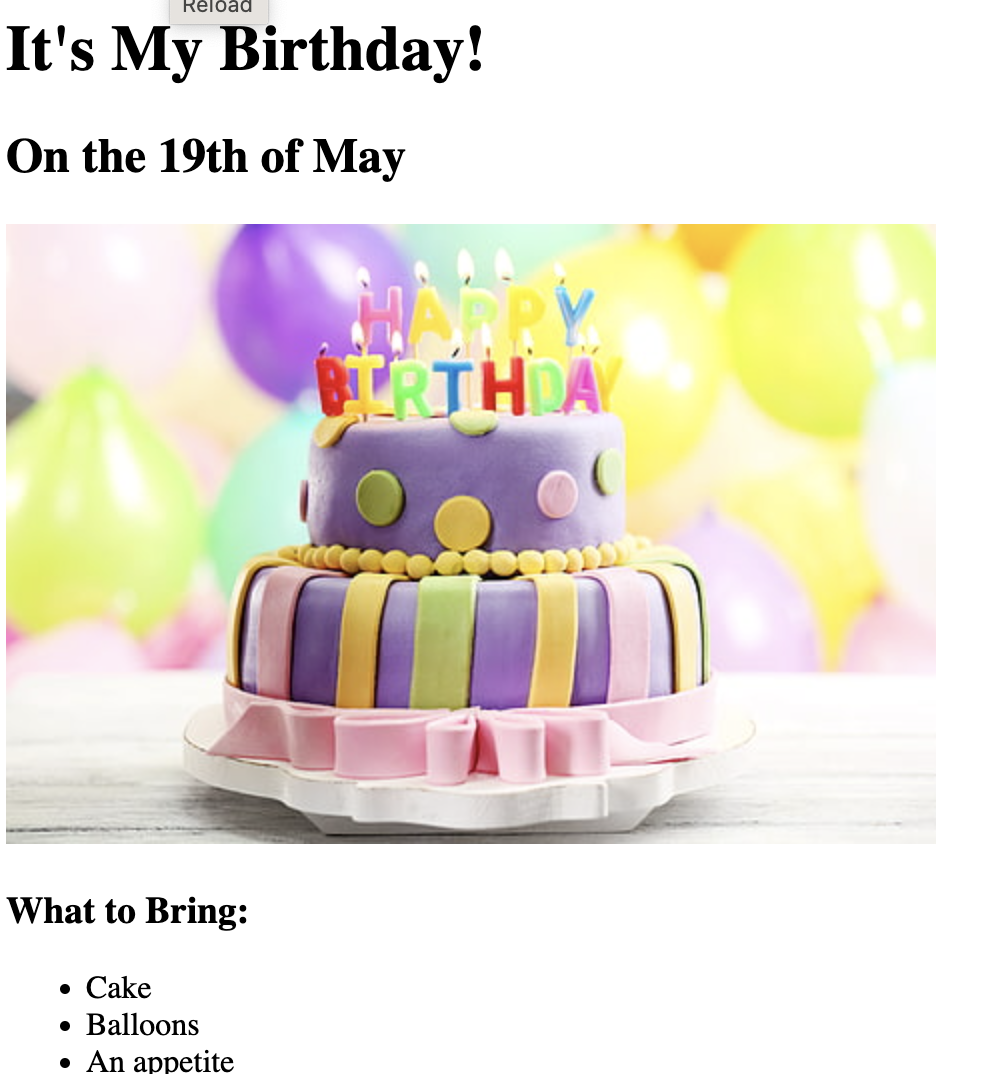 Reload
It's My Birthday!
On the 19th of May
HAPPY
BIRTHDAY
What to Bring:
• Cake
• Balloons
• An appetite